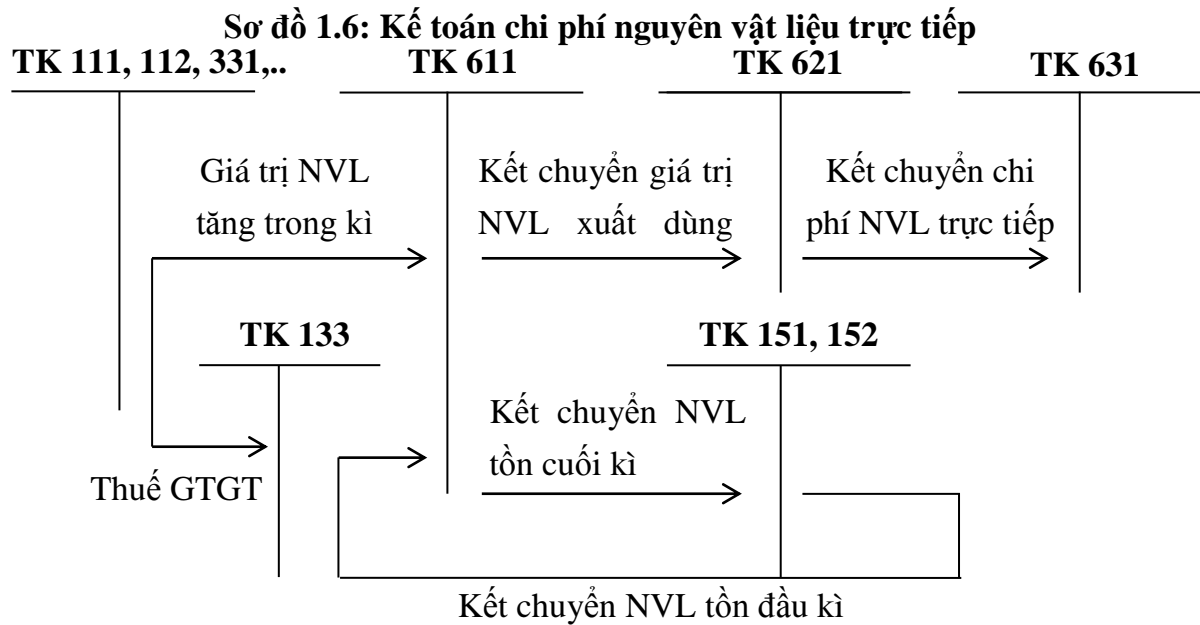 Sơ đồ 1.6: Kế toán chi phí nguyên vật liệu trực tiếp
TK 111, 112, 331,..
TK 611
TK 621
TK 631
Giá trị NVL
tăng trong kì
Kết chuyển giá trị
NVL xuất dùng
Kết chuyển chi
phí NVL trực tiếp
TK 133
TK 151, 152
Kết chuyển NVL
tồn cuối kì
Thuế GTGT
Kết chuyển NVL tồn đầu kì